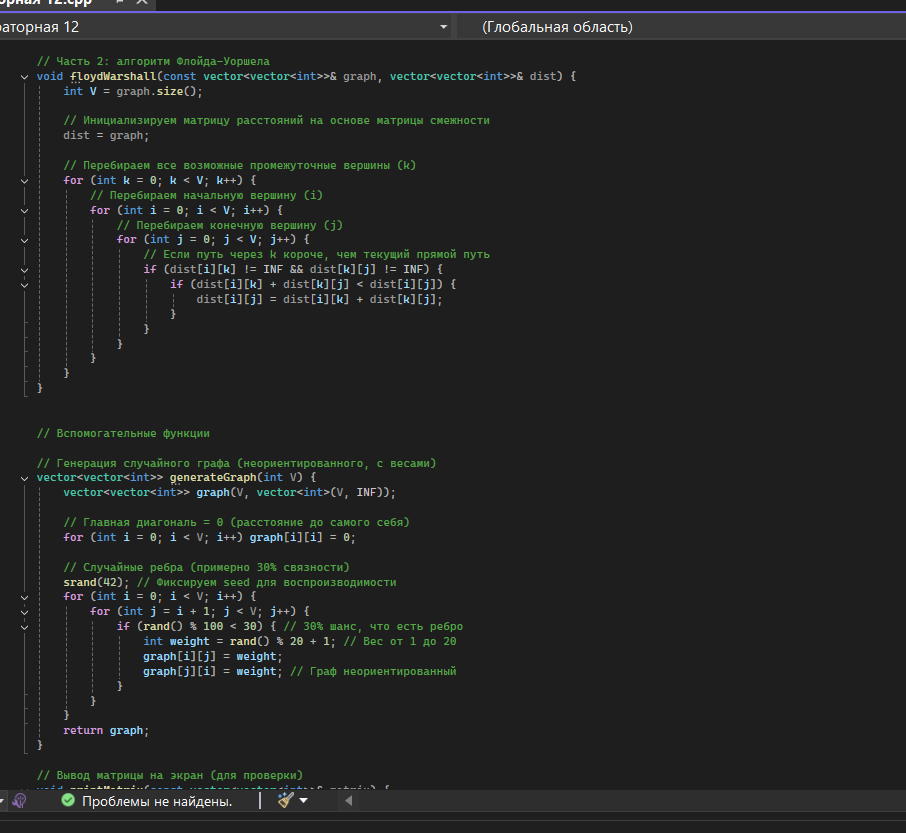 орная 12.cpp
раторная 12
(Глобальная область)
// Часть 2: алгоритм Флойда-Уоршела
void floydWarshall(const vector<vector<int>>& graph, vector<vector<int>>& dist) {
int V = graph.size();
// Инициализируем матрицу расстояний на основе матрицы смежности
dist = graph;
// Перебираем все возможные промежуточные вершины (k)
for (int k = 0; k < V; k++) {
// Перебираем начальную вершину (i)
for (int i = 0; i < V; i++) {
// Перебираем конечную вершину (j)
for (int j = 0; j < V; j++) {
// Если путь через k короче, чем текущий прямой путь
if (dist[i][k] != INF && dist[k][j] != INF) {
if (dist[i][k] + dist[k][j] < dist[i][j]) {
dist[i][j] = dist[i][k] + dist[k][j];
}
}
}
}
}
}
// Вспомогательные функции
// Генерация случайного графа (неориентированного, с весами)
vector<vector<int>> generateGraph(int V) {
vector<vector<int>> graph(V, vector<int>(V, INF));
// Главная диагональ = 0 (расстояние до самого себя)
for (int i = 0; i < V; i++) graph[i][i] = 0;
// Случайные ребра (примерно 30% связности)
srand(42); // Фиксируем seed для воспроизводимости
for (int i = 0; i < V; i++) {
for (int j = i + 1; j < V; j++) {
if (rand() % 100 < 30) { // 30% шанс, что есть ребро
int weight = rand() % 20 + 1; // Вес от 1 до 20
graph[i][j] = weight;
graph[j][i] = weight; // Граф неориентированный
}
}
}
return graph;
}
// Вывод матрицы на экран (для проверки)
void printMatrix(const vector<vector<int>>& matrix) {
Проблемы не найдены.